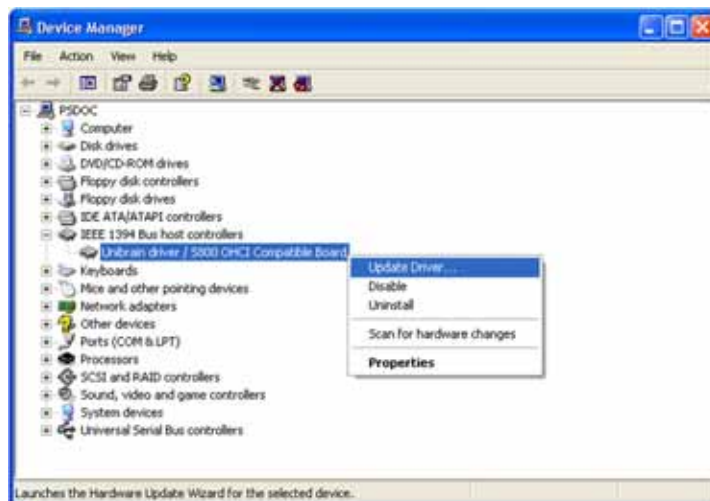 Device Manager
File Action View Help
PSDOC
Computer
Disk drives
DVD/CD-ROM drives
Floppy disk controllers
Floppy disk drives
IDE ATA/ATAPI controllers
IEEE 1394 Bus host controllers
Unibrain driver / S800 OHCI Compatible Board
Keyboards
Mice and other pointing devices
Network adapters
Other devices
Ports (COM & LPT)
Processors
SCSI and RAID controllers
Sound, video and game controllers
System devices
Universal Serial Bus controllers
Update Driver...
Disable
Uninstall
Scan for hardware changes
Properties
Launches the Hardware Update Wizard for the selected device.